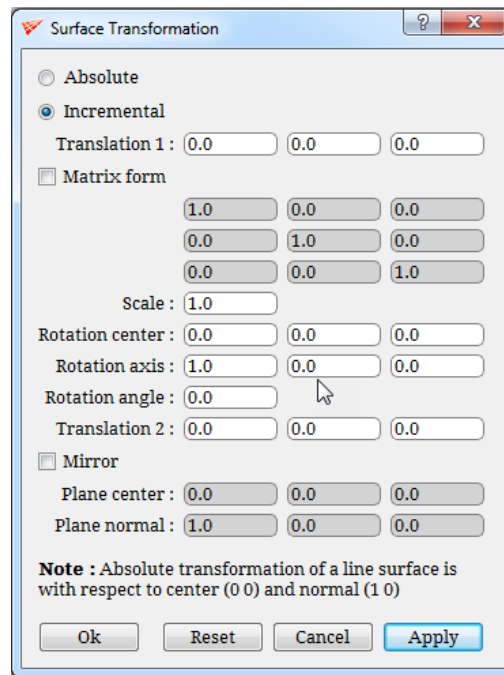 Surface Transformation
?
Absolute
Incremental
Translation 1 : 0.0 0.0 0.0
Matrix form
1.0 0.0 0.0
0.0 1.0 0.0
0.0 0.0 1.0
Scale : 1.0
Rotation center : 0.0 0.0 0.0
Rotation axis : 1.0 0.0 0.0
Rotation angle : 0.0
Translation 2 : 0.0 0.0 0.0
Mirror
Plane center : 0.0 0.0 0.0
Plane normal : 1.0 0.0 0.0
Note : Absolute transformation of a line surface is
with respect to center (0 0) and normal (1 0)
Ok Reset Cancel Apply